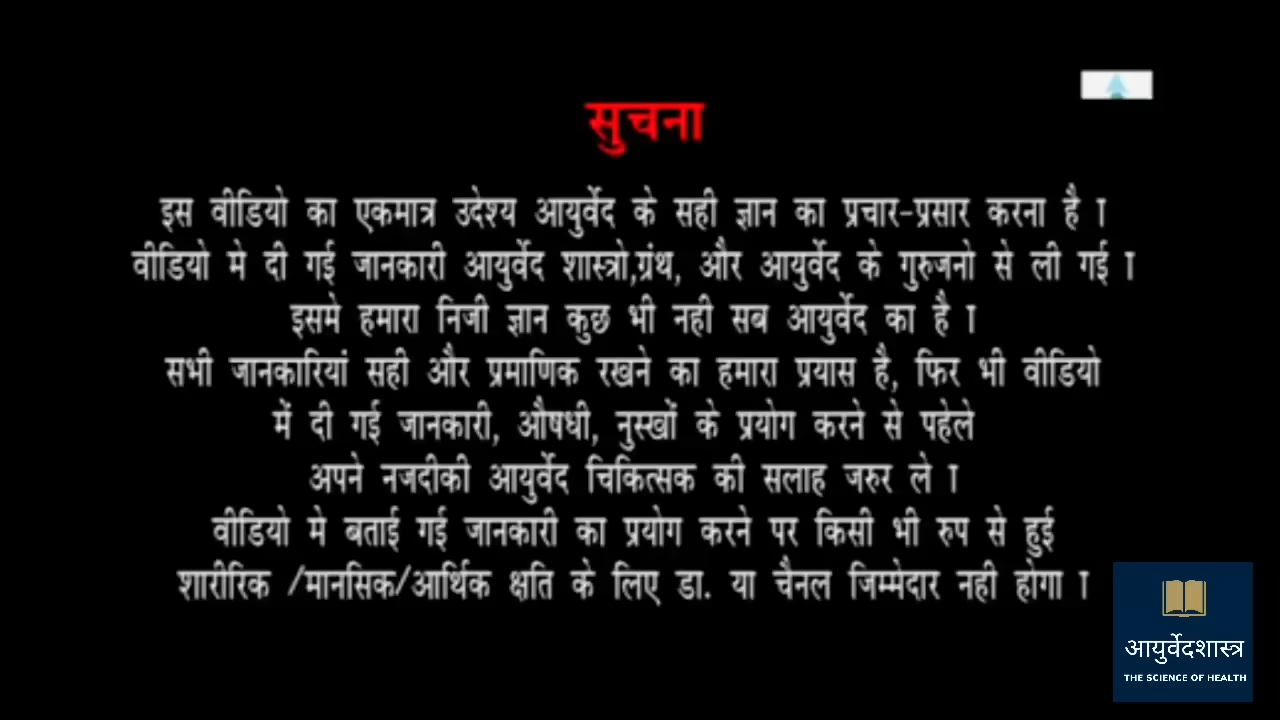 सुचना
इस वीडियो का एकमात्र उदेश्य आयुर्वेद के सही ज्ञान का प्रचार-प्रसार करना है ।
वीडियो मे दी गई जानकारी आयुर्वेद शास्त्रो,ग्रंथ, और आयुर्वेद के गुरुजनो से ली गई ।
इसमे हमारा निजी ज्ञान कुछ भी नही सब आयुर्वेद का है ।
सभी जानकारियां सही और प्रमाणिक रखने का हमारा प्रयास है, फिर भी वीडियो
में दी गई जानकारी, औषधी, नुस्खों के प्रयोग करने से पहेले
अपने नजदीकी आयुर्वेद चिकित्सक की सलाह जरुर ले ।
वीडियो मे बताई गई जानकारी का प्रयोग करने पर किसी भी रुप से हुई
शारीरिक /मानसिक/आर्थिक क्षति के लिए डा. या चैनल जिम्मेदार नही होगा ।
आयुर्वेदशास्त्र
THE SCIENCE OF HEALTH